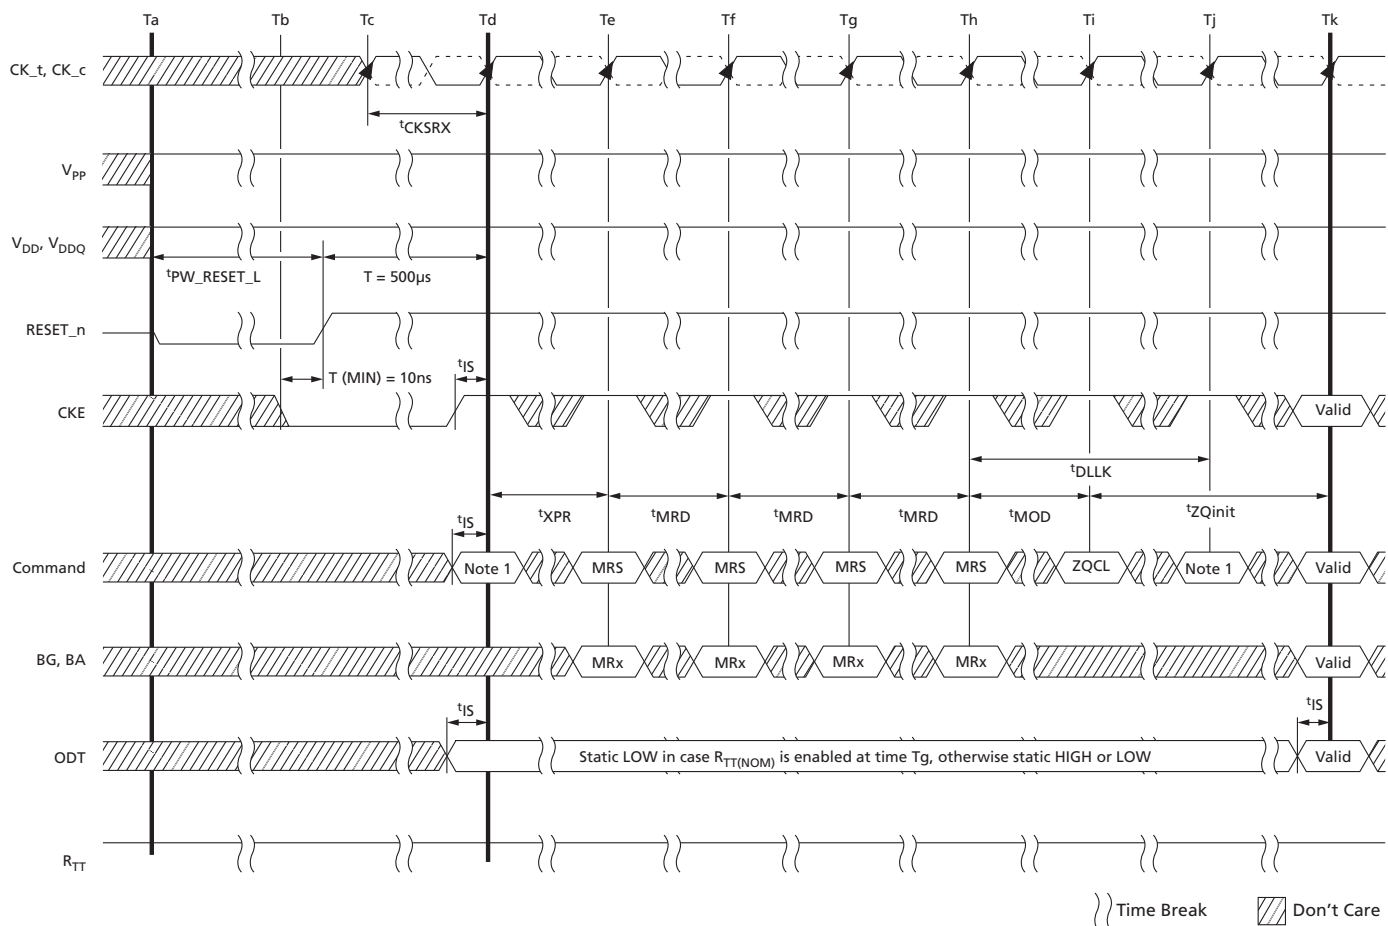 Ta Tb Tc Td Te Tf Tg Th Ti Tj Tk
CK_t, CK_c
tCKSRX
VPP
VDD, VDDQ
tPW_RESET_L T = 500µs
RESET_n
T (MIN) = 10ns tIS
CKE Valid
tDLLK
tXPR tMRD tMRD tMRD tMOD tZQinit
tIS
Command Note 1 MRS MRS MRS MRS ZQCL Note 1 Valid
BG, BA MRx MRx MRx MRx Valid
tIS tIS
ODT Static LOW in case RTT(NOM) is enabled at time Tg, otherwise static HIGH or LOW Valid
RTT
Time Break Don't Care